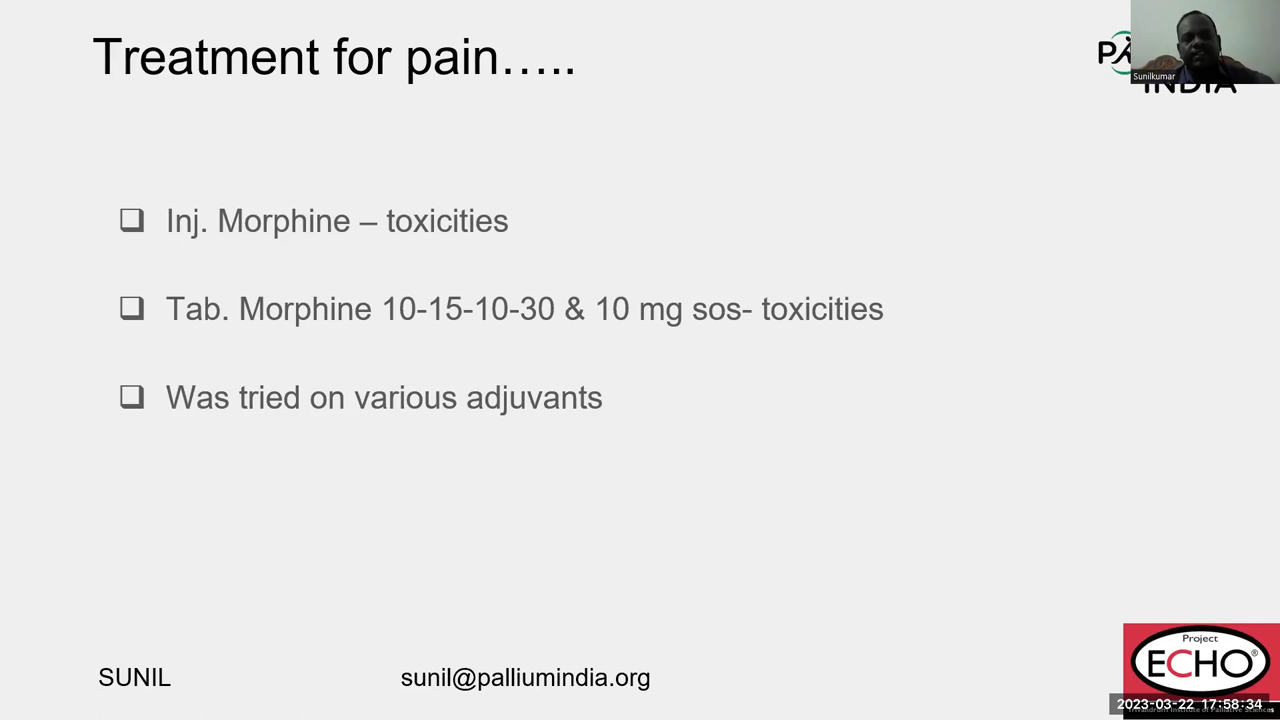 Treatment for pain.....
Sunilkumar
INDIA
❑ Inj. Morphine – toxicities
❑ Tab. Morphine 10-15-10-30 & 10 mg sos- toxicities
❑ Was tried on various adjuvants
SUNIL
sunil@palliumindia.org
Project
ECHO®
2023-03-22 17:58:34